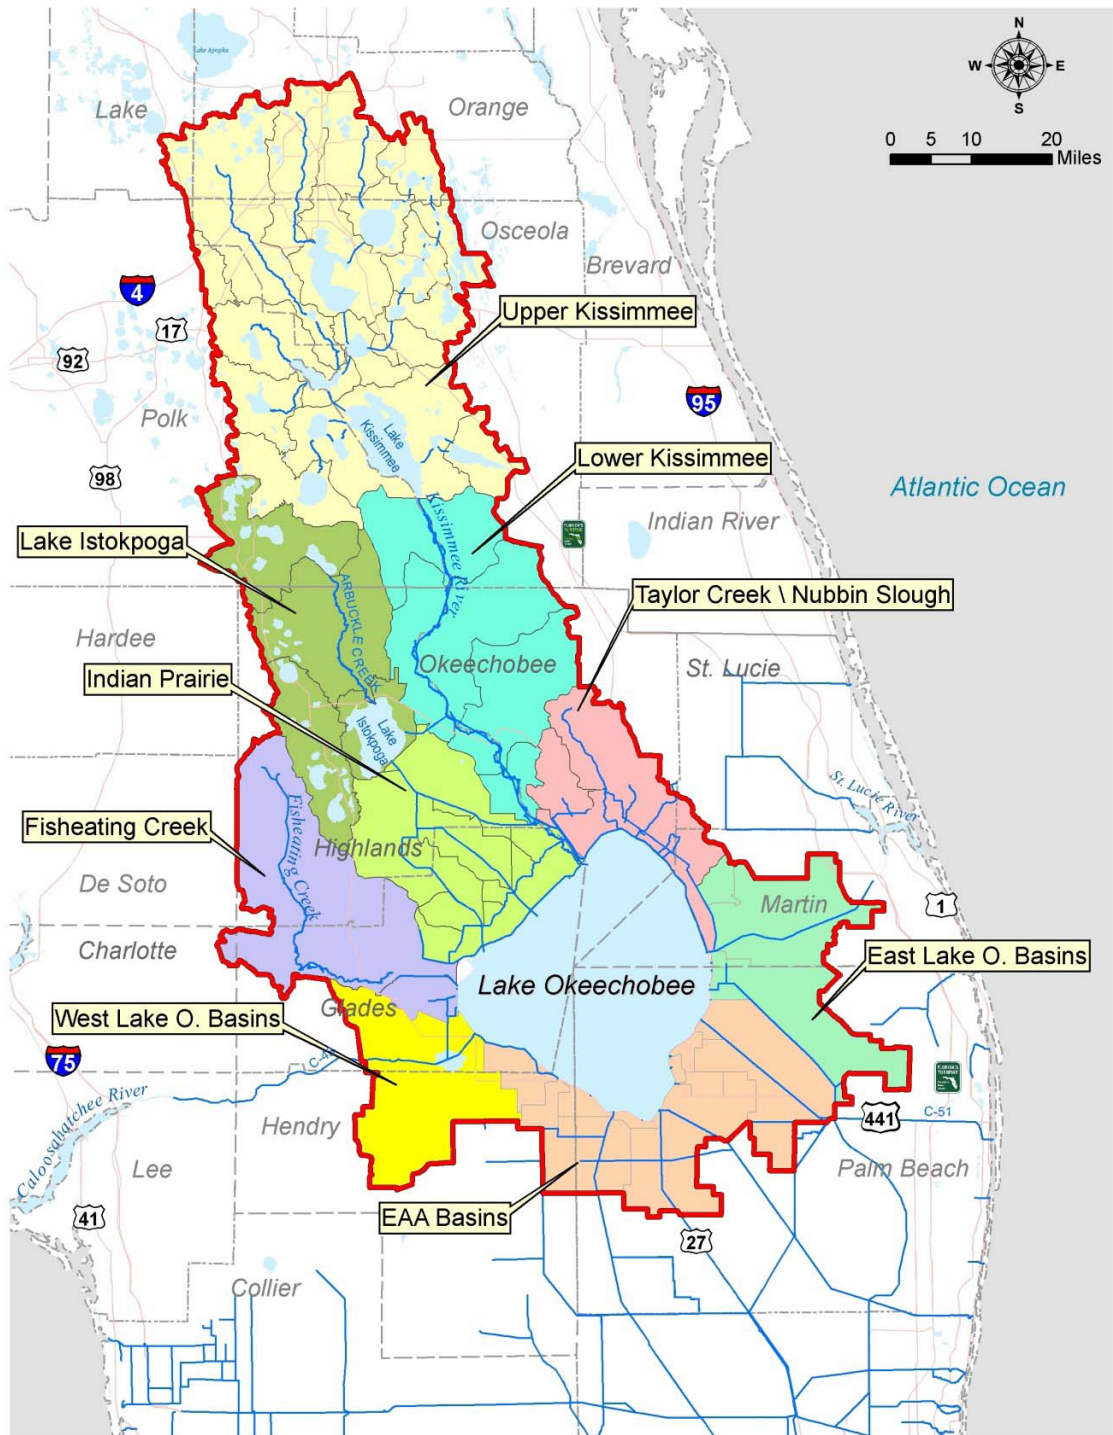 N
W
E
S
0 5 10 20
Miles
Lake Apopka
Lake
Orange
Osceola
Brevard
4
17
Upper Kissimmee
92
95
Polk
Lake
Kissimmee
98
Lower Kissimmee
Atlantic Ocean
Kissimmee River
Indian River
Lake Istokpoga
ARBUCKLE CREEK
Taylor Creek \ Nubbin Slough
Hardee
Okeechobee
St. Lucie
Indian Prairie
Lake
Istokpoga
St. Lucie River
Fisheating Creek
Fisheating Creek
Highlands
De Soto
Martin
1
Charlotte
East Lake O. Basins
Lake Okeechobee
Glades
West Lake O. Basins
75
Caloosahatchee River
441
C-51
Hendry
Lee
Palm Beach
EAA Basins
41
27
Collier